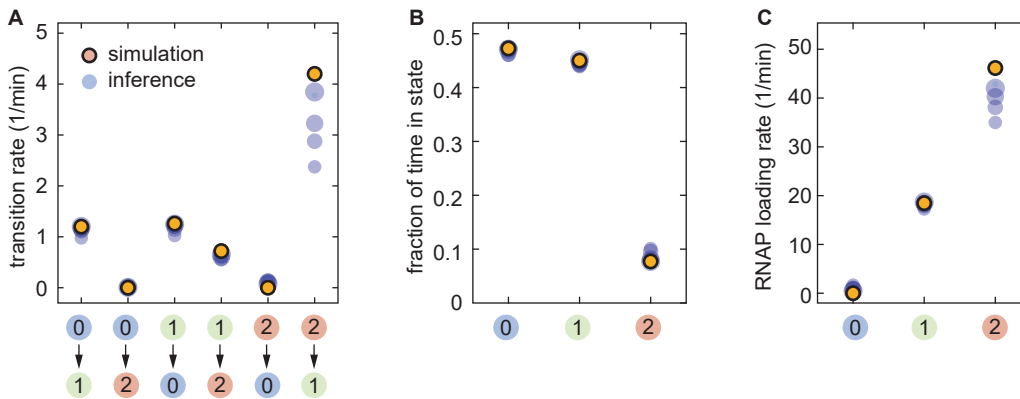 A
transition rate (1/min)
5
4
3
2
1
0
simulation
inference
0 0 1 1 2 2
1 2 0 2 0 1
B
fraction of time in state
0.5
0.4
0.3
0.2
0.1
0
0 1 2
C
RNAP loading rate (1/min)
50
40
30
20
10
0
0 1 2